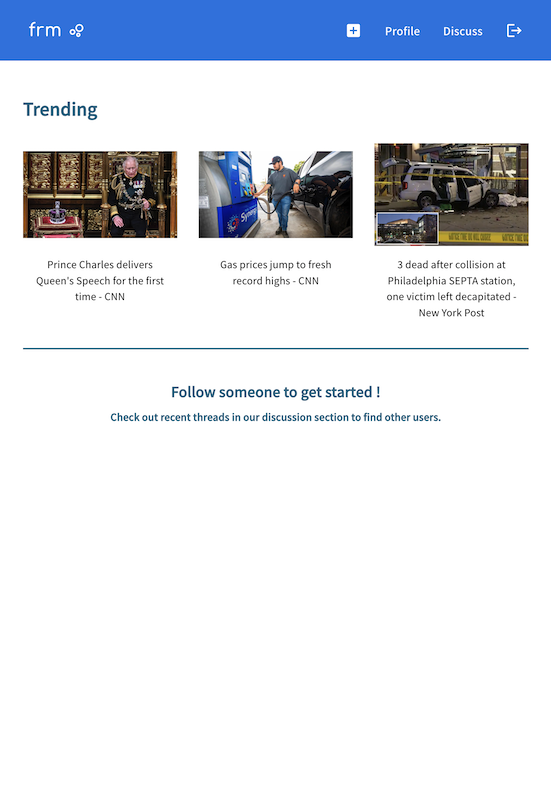 frm
Profile
Discuss
Trending
Synergy
Prince Charles delivers
Queen's Speech for the first
time - CNN
Gas prices jump to fresh
record highs - CNN
3 dead after collision at
Philadelphia SEPTA station,
one victim left decapitated -
New York Post
Follow someone to get started !
Check out recent threads in our discussion section to find other users.